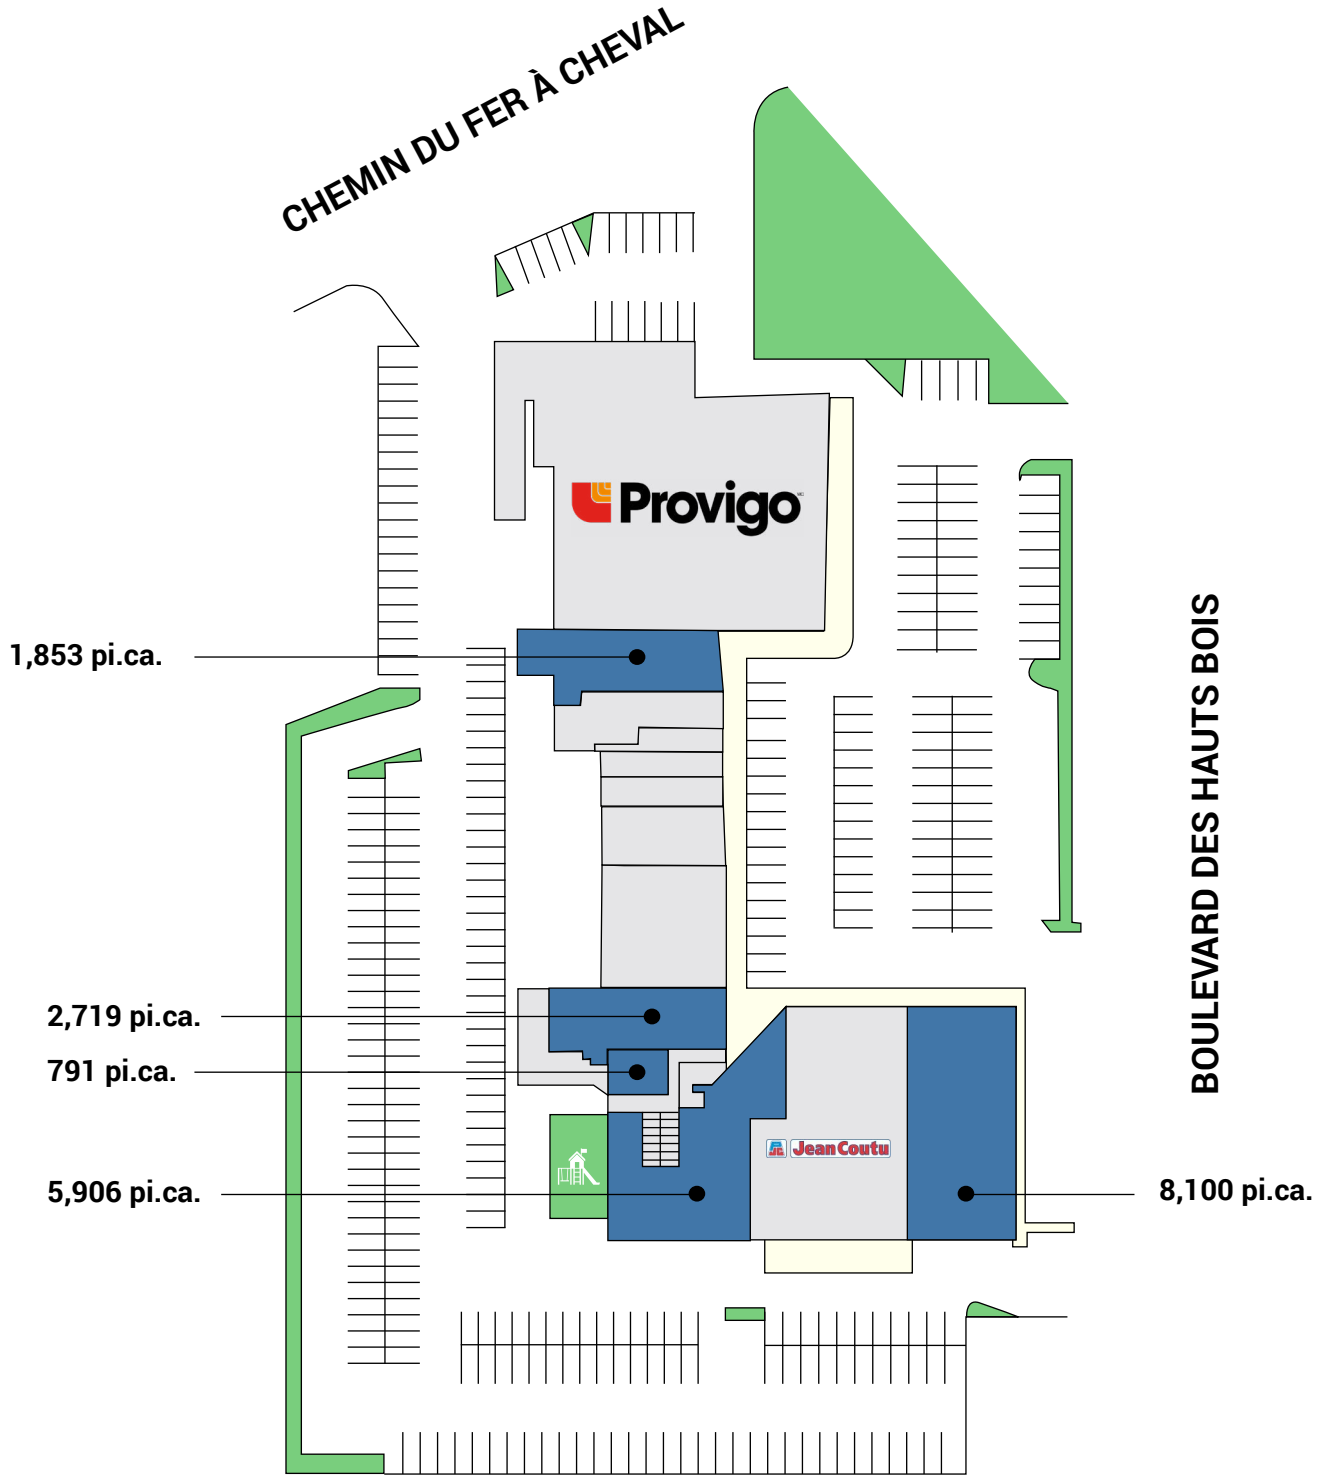 CHEMIN DU FER À CHEVAL
Provigo
1,853 pi.ca.
BOULEVARD DES HAUTS BOIS
2,719 pi.ca.
791 pi.ca.
Jean Coutu
5,906 pi.ca.
8,100 pi.ca.